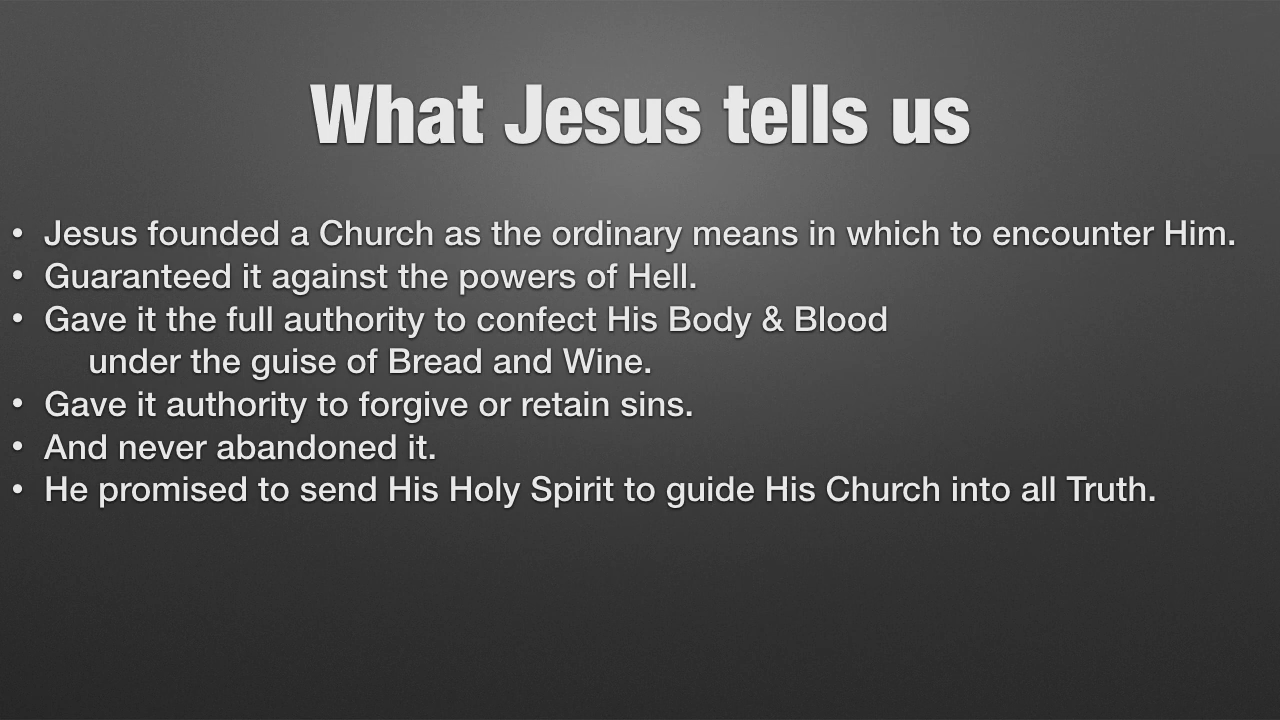 What Jesus tells us
• Jesus founded a Church as the ordinary means in which to encounter Him.
• Guaranteed it against the powers of Hell.
• Gave it the full authority to confect His Body & Blood
under the guise of Bread and Wine.
• Gave it authority to forgive or retain sins.
• And never abandoned it.
• He promised to send His Holy Spirit to guide His Church into all Truth.